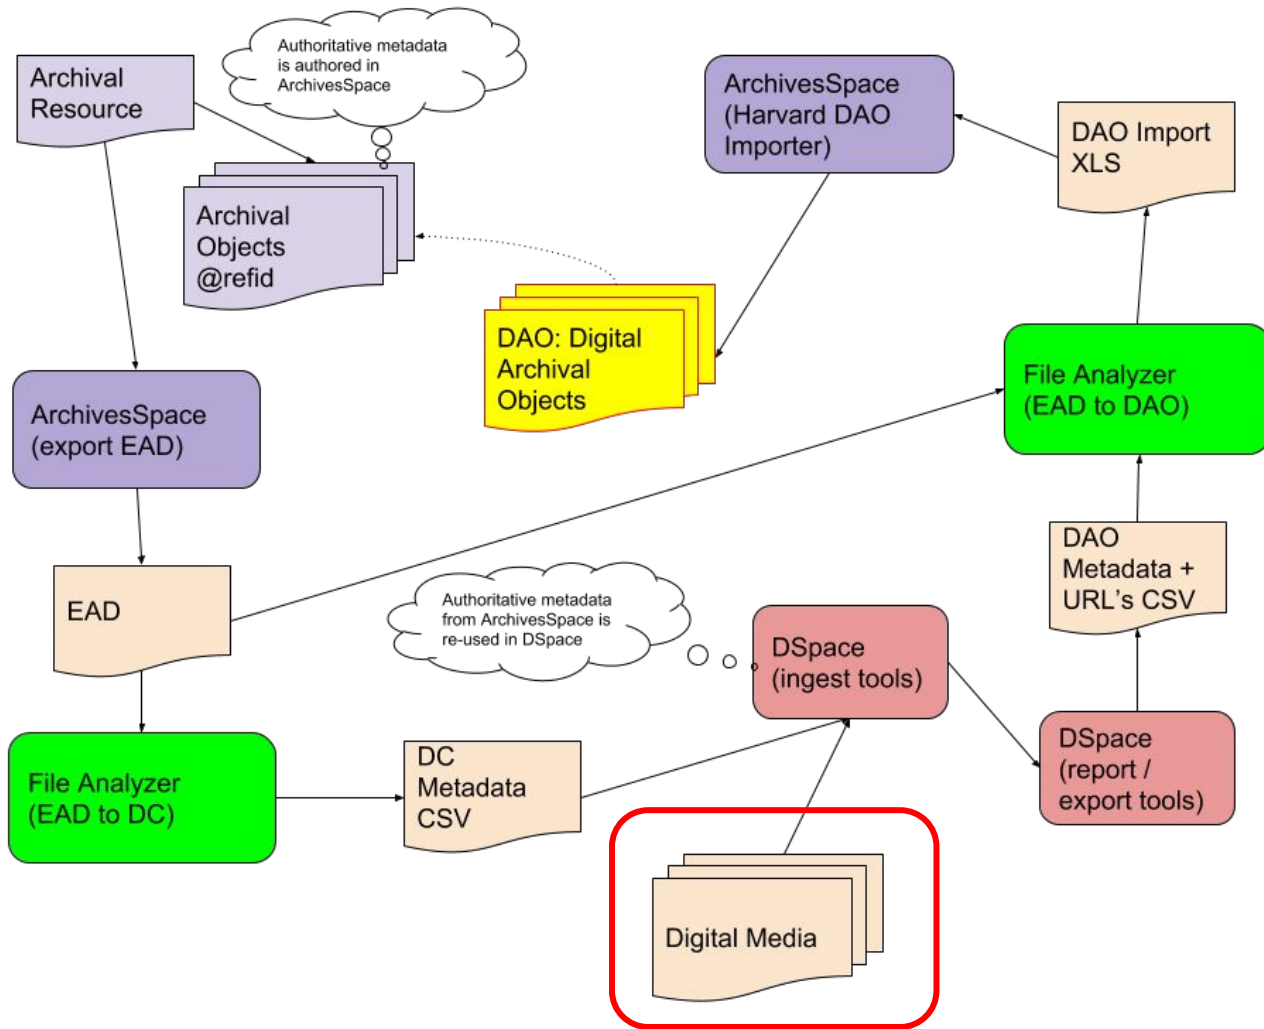 Authoritative metadata
is authored in
ArchivesSpace
Archival
Resource
ArchivesSpace
(Harvard DAO
Importer)
DAO Import
XLS
Archival
Objects
@refid
DAO: Digital
Archival
Objects
File Analyzer
(EAD to DAO)
ArchivesSpace
(export EAD)
DAO
Metadata +
URL's CSV
EAD
Authoritative metadata
from ArchivesSpace is
re-used in DSpace
DSpace
(ingest tools)
DSpace
(report /
export tools)
File Analyzer
(EAD to DC)
DC
Metadata
CSV
Digital Media